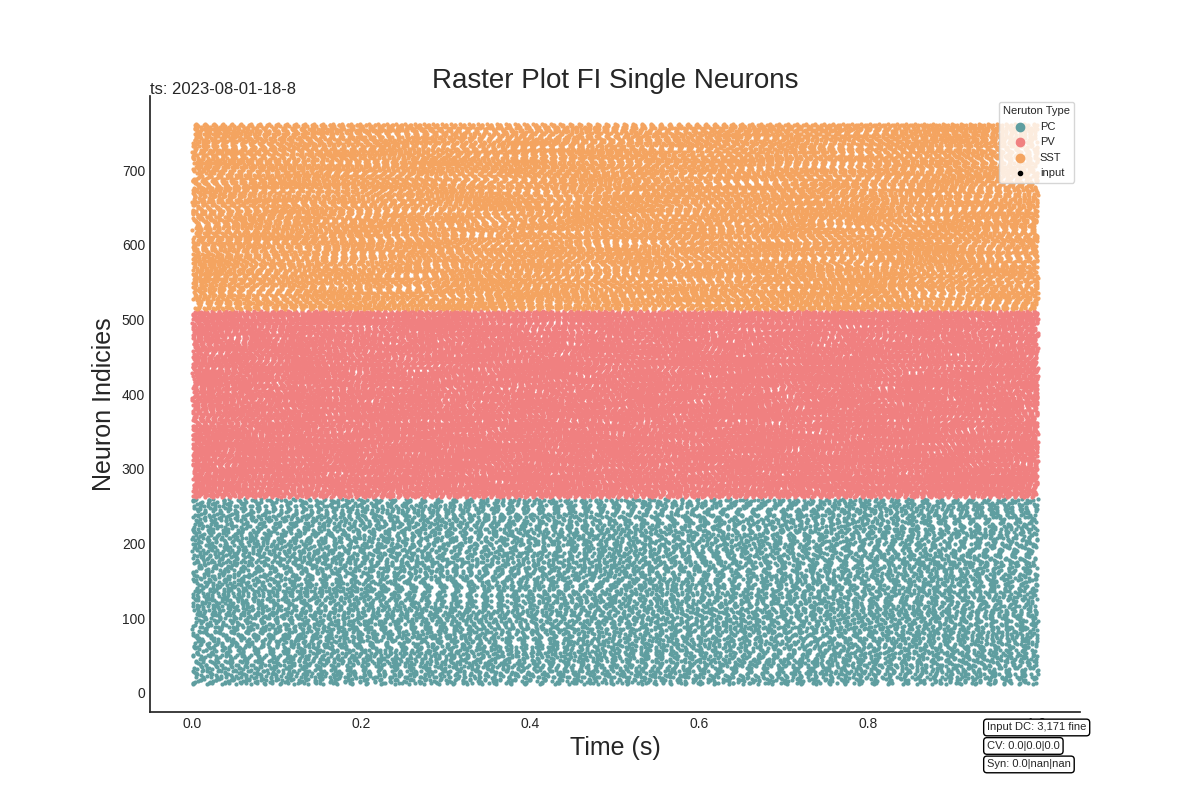 Raster Plot FI Single Neurons
ts: 2023-08-01-18-8
Neruton Type
PC
PV
SST
input
Neuron Indicies
700
600
500
400
300
200
100
0
0.0
0.2
0.4
0.6
0.8
Time (s)
Input DC: 3,171 fine
CV: 0.0|0.0|0.0
Syn: 0.0|nan|nan